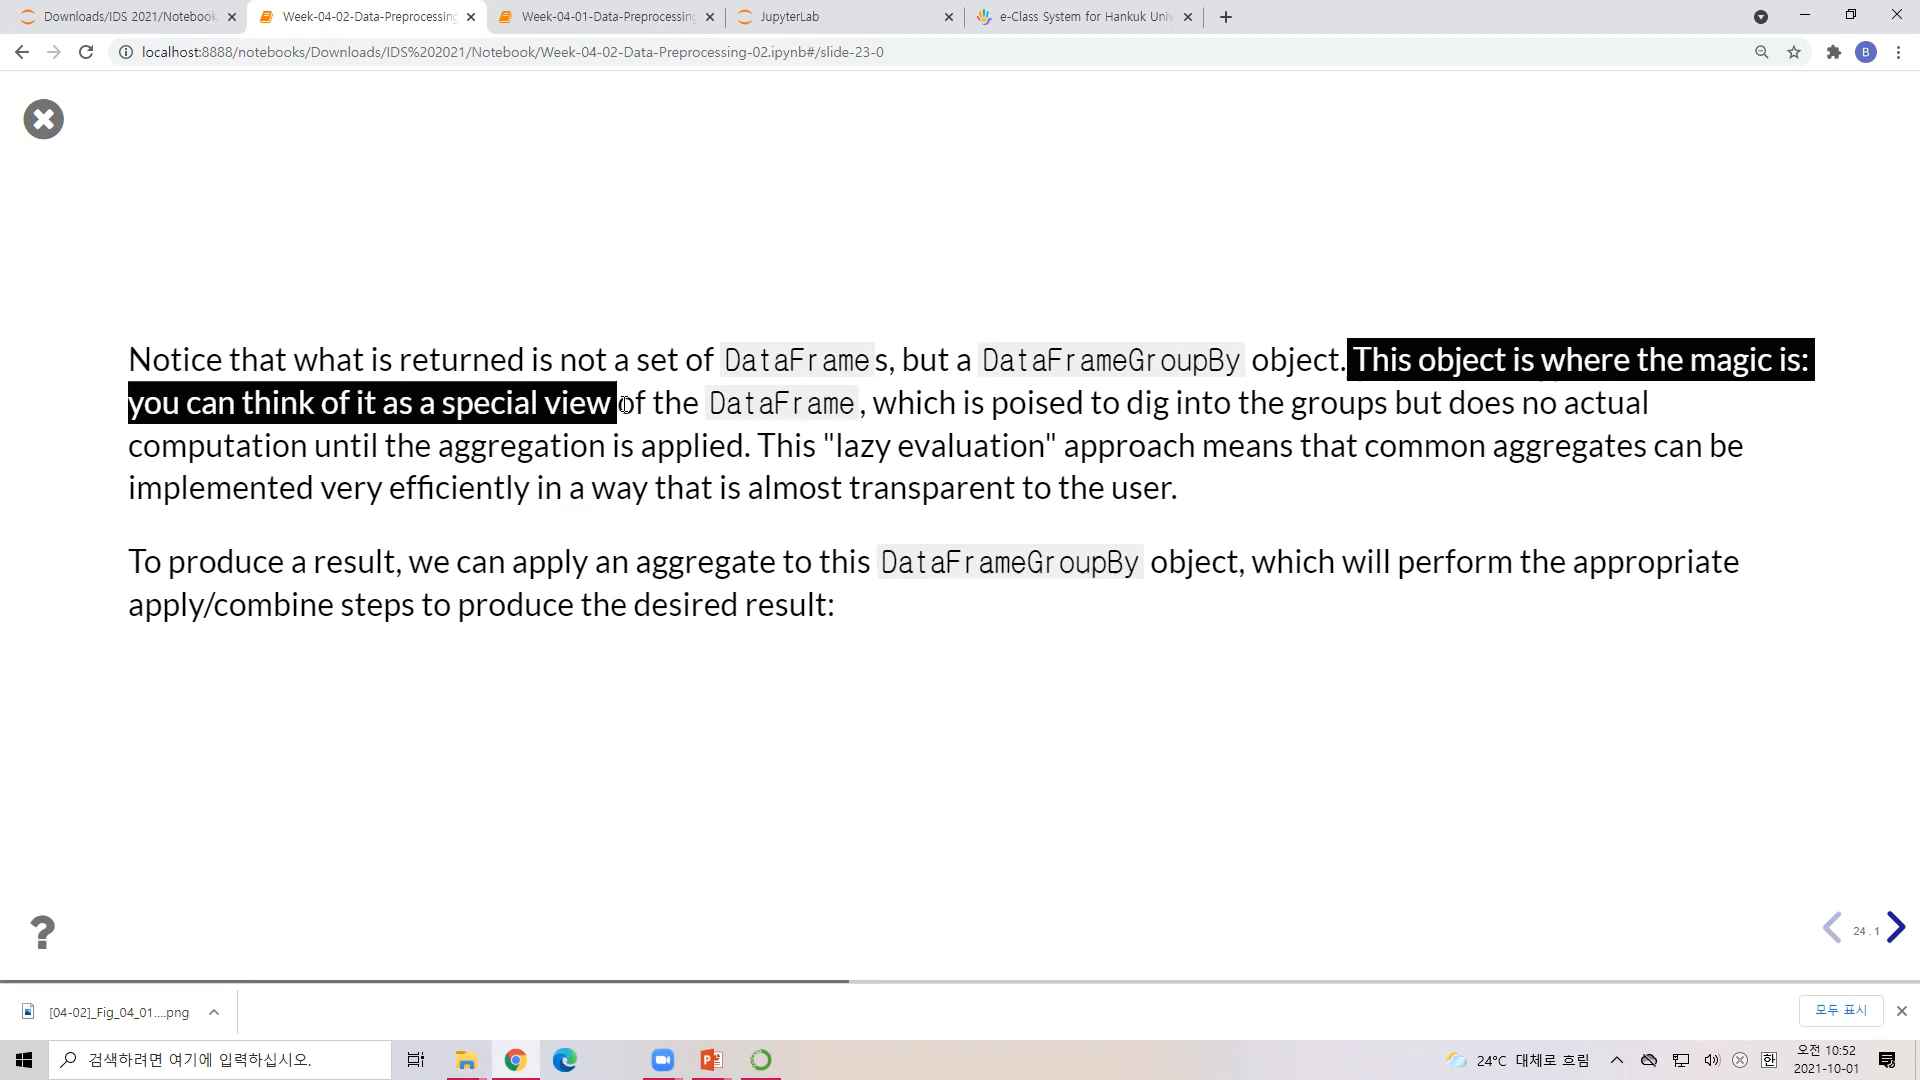 Downloads/IDS 2021/Notebook
Week-04-02-Data-Preprocessing
Week-04-01-Data-Preprocessing
JupyterLab
e-Class System for Hankuk Univ
localhost:8888/notebooks/Downloads/IDS%202021/Notebook/Week-04-02-Data-Preprocessing-02.ipynb#/slide-23-0
B
Notice that what is returned is not a set of DataFrames, but a DataFrameGroupBy object. This object is where the magic is:
you can think of it as a special view of the DataFrame, which is poised to dig into the groups but does no actual
computation until the aggregation is applied. This "lazy evaluation" approach means that common aggregates can be
implemented very efficiently in a way that is almost transparent to the user.
To produce a result, we can apply an aggregate to this DataFrameGroupBy object, which will perform the appropriate
apply/combine steps to produce the desired result:
?
24.1
[04-02]_Fig_04_01....png
모두 표시
검색하려면 여기에 입력하십시오.
24°C 대체로 흐림
한
오전 10:52
2021-10-01